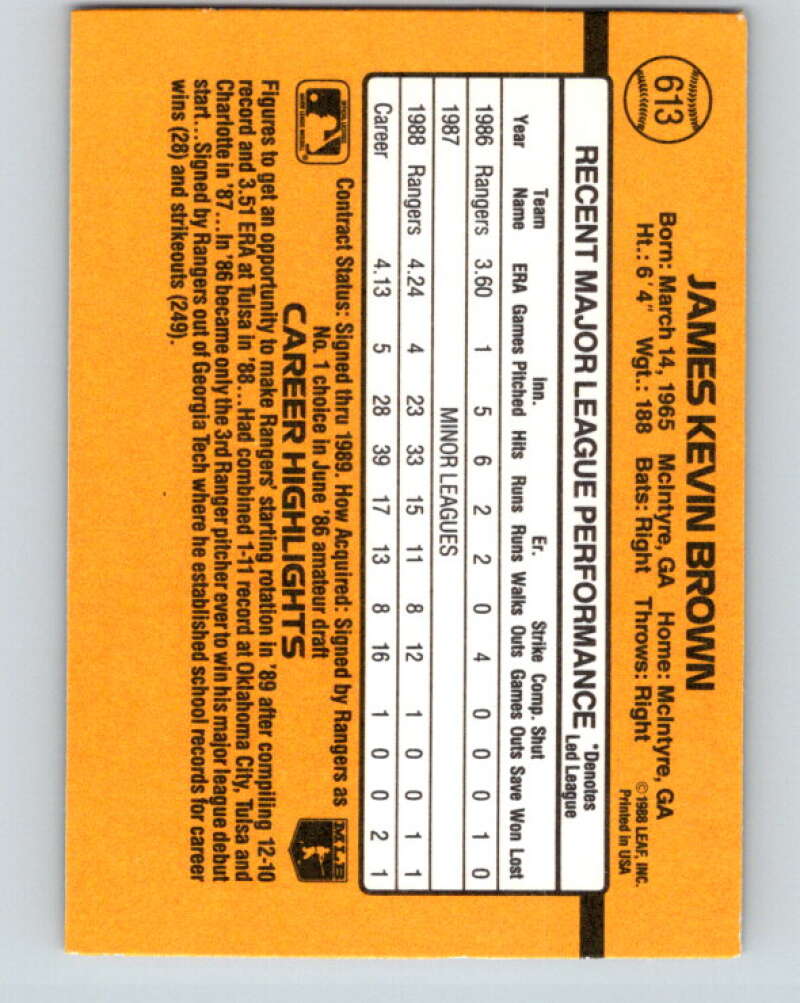 613
JAMES KEVIN BROWN
Born: March 14, 1965 McIntyre, GA Home: McIntyre, GA
Ht.: 6'4" Wgt.: 188 Bats: Right Throws: Right
©1988 LEAF, INC.
Printed in USA
RECENT MAJOR LEAGUE PERFORMANCE *Denotes
Led League
Team Inn. Er. Strike Comp. Shut
Year Name ERA Games Pitched Hits Runs Runs Walks Outs Games Outs Save Won Lost
1986 Rangers 3.60 1 5 6 2 2 0 4 0 0 0 1 0
1987 MINOR LEAGUES
1988 Rangers 4.24 4 23 33 15 11 8 12 1 0 0 1 1
Career 4.13 5 28 39 17 13 8 16 1 0 0 2 1
Contract Status: Signed thru 1989. How Acquired: Signed by Rangers as
No. 1 choice in June '86 amateur draft
MLB
CAREER HIGHLIGHTS
Figures to get an opportunity to make Rangers' starting rotation in '89 after compiling 12-10
record and 3.51 ERA at Tulsa in '88...Had combined 1-11 record at Oklahoma City, Tulsa and
Charlotte in '87...In '86 became only the 3rd Ranger pitcher ever to win his major league debut
start...Signed by Rangers out of Georgia Tech where he established school records for career
wins (28) and strikeouts (249).